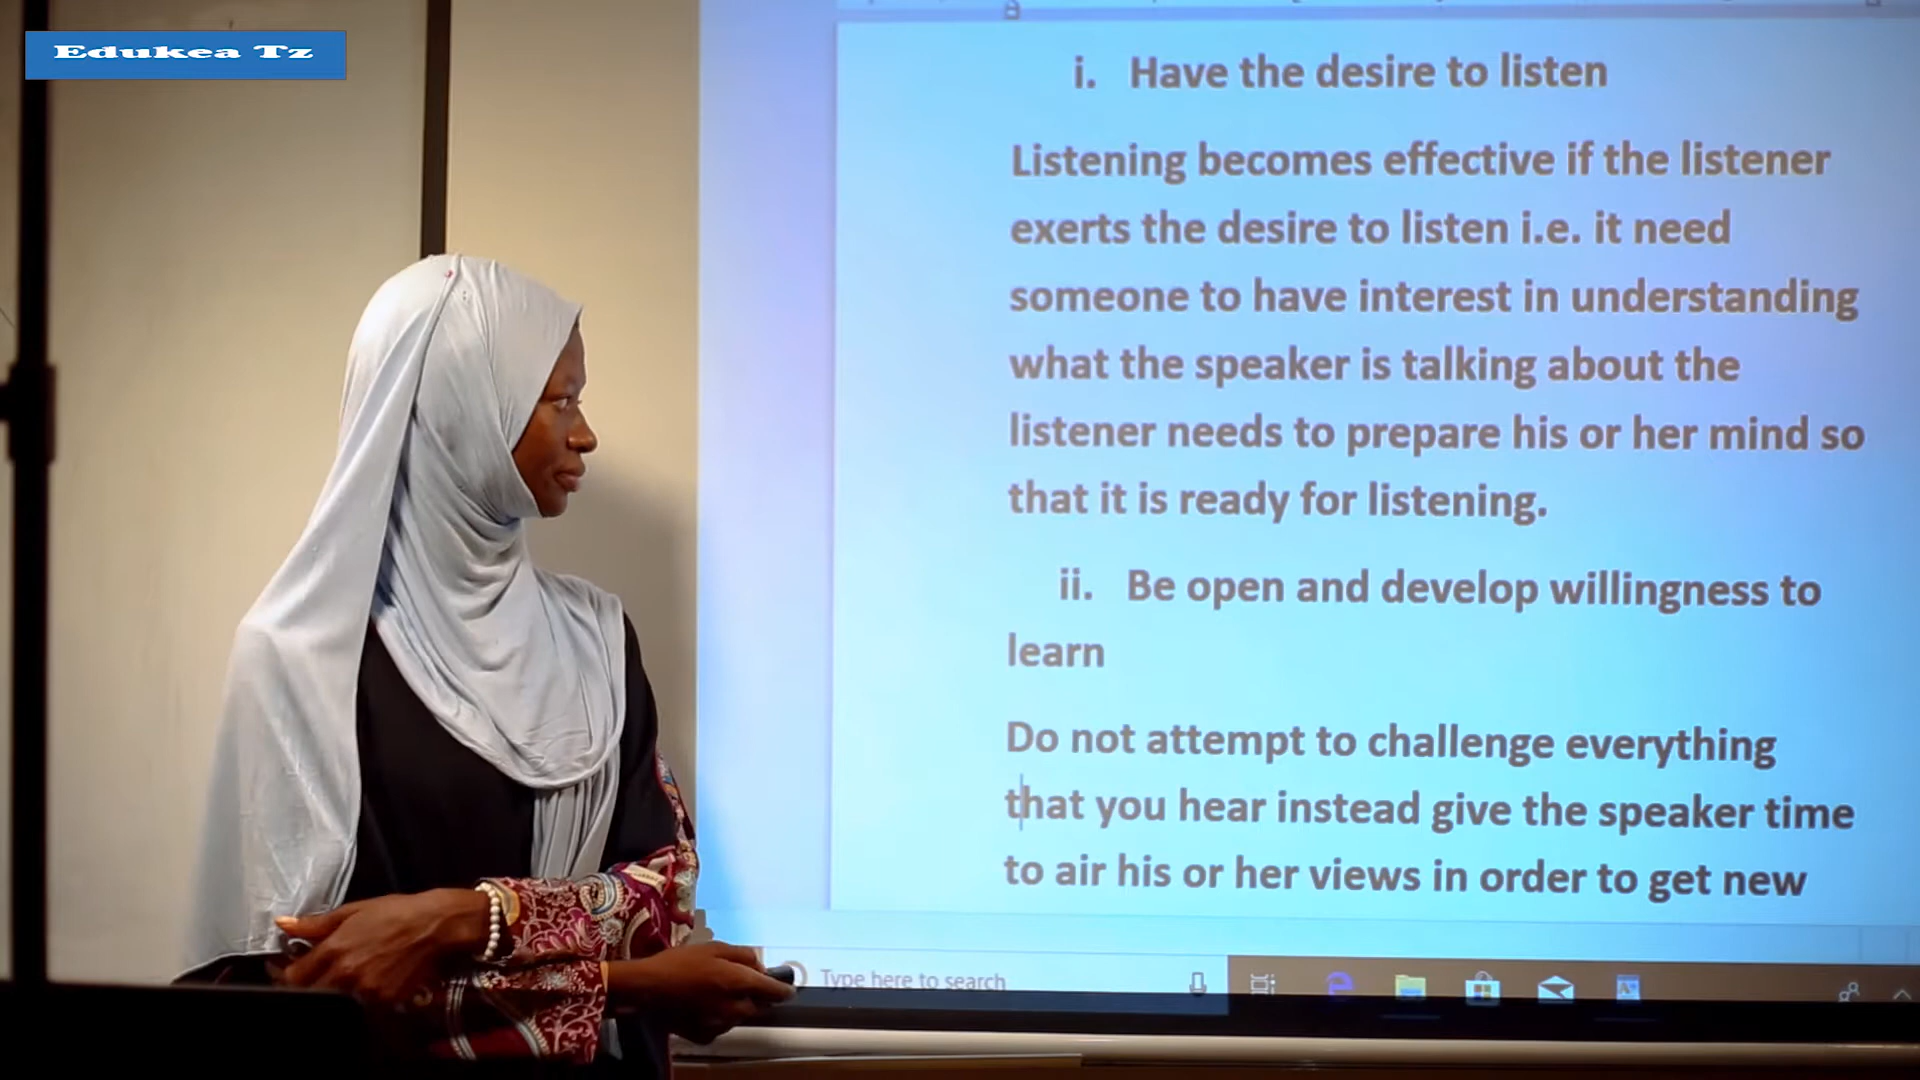 Edukea Tz
i. Have the desire to listen
Listening becomes effective if the listener
exerts the desire to listen i.e. it need
someone to have interest in understanding
what the speaker is talking about the
listener needs to prepare his or her mind so
that it is ready for listening.
ii. Be open and develop willingness to
learn
Do not attempt to challenge everything
that you hear instead give the speaker time
to air his or her views in order to get new
Type here to search